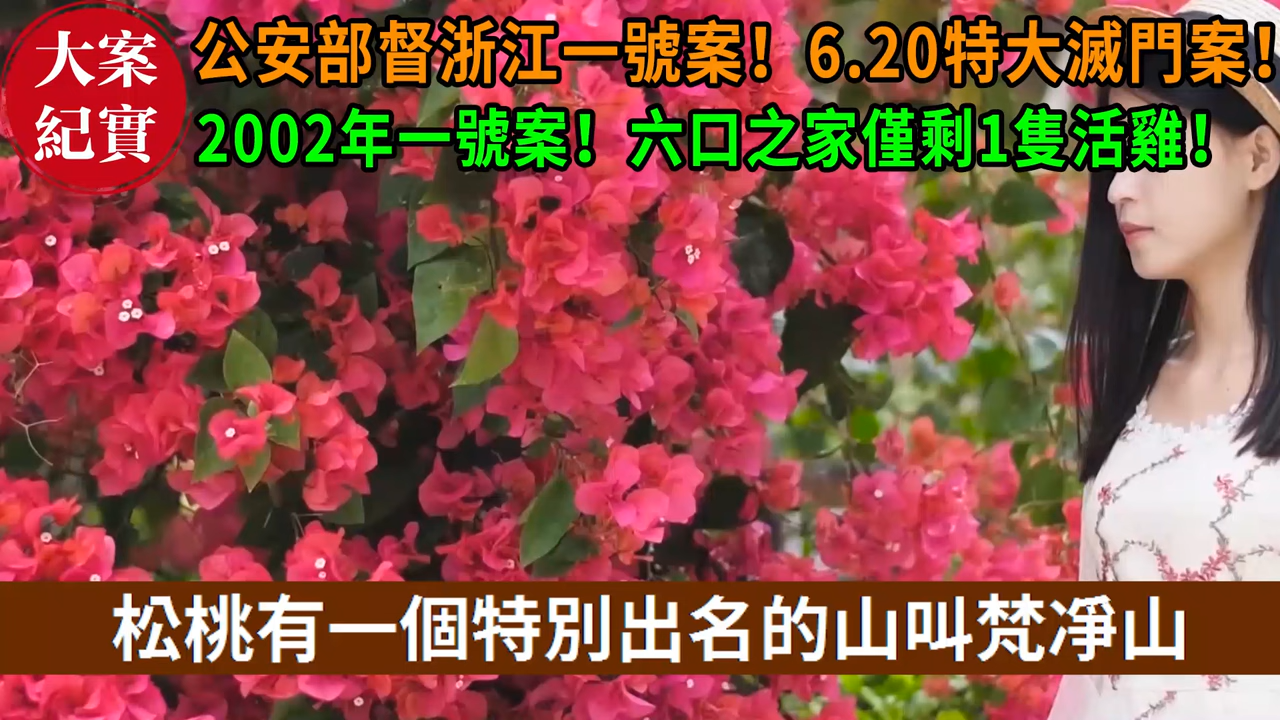 大案
紀實
公安部督浙江一號案！6.20特大滅門案！
2002年一號案！六口之家僅剩1隻活雞！
松桃有一個特別出名的山叫梵凈山